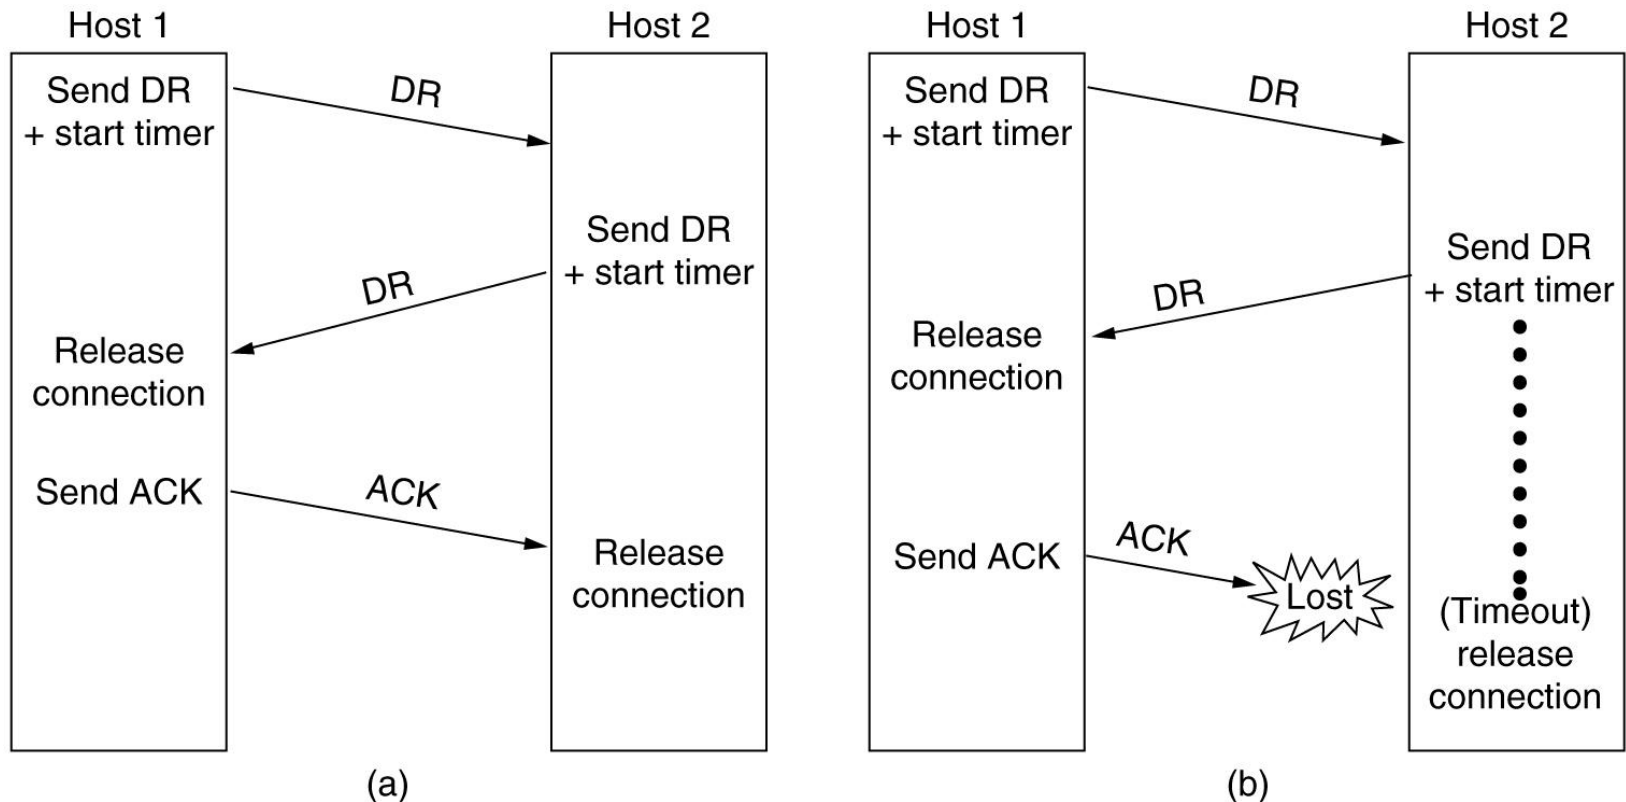 Host 1
Host 2
Send DR
+ start timer
DR
Send DR
+ start timer
DR
Release
connection
Send ACK
ACK
Release
connection
(a)
Host 1
Host 2
Send DR
+ start timer
DR
Send DR
+ start timer
DR
Release
connection
Send ACK
ACK
Lost
(Timeout)
release
connection
(b)